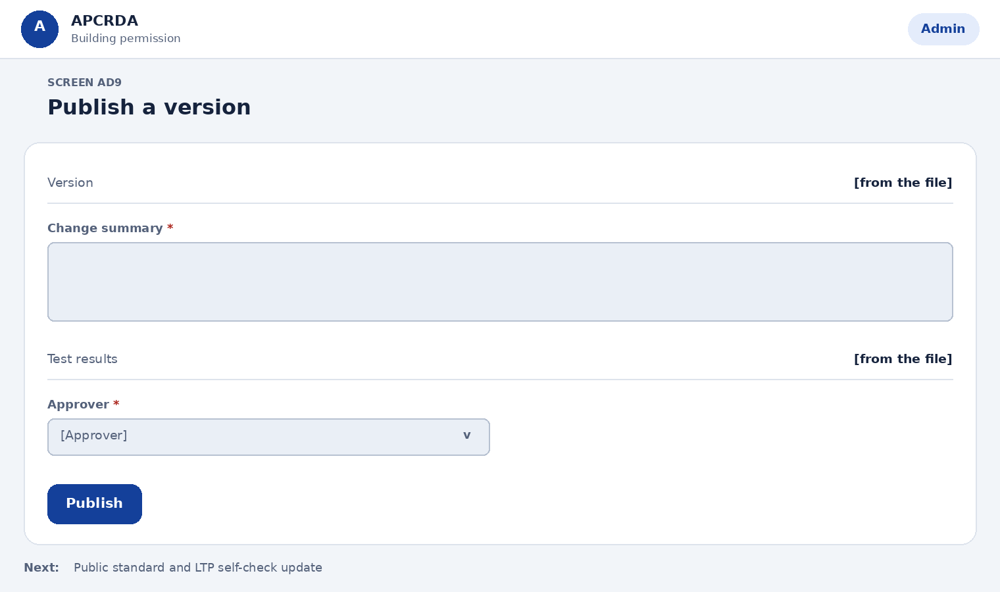 A
APCRDA
Building permission
Admin
SCREEN AD9
Publish a version
Version [from the file]
Change summary *
Test results [from the file]
Approver *
[Approver] v
Publish
Next: Public standard and LTP self-check update